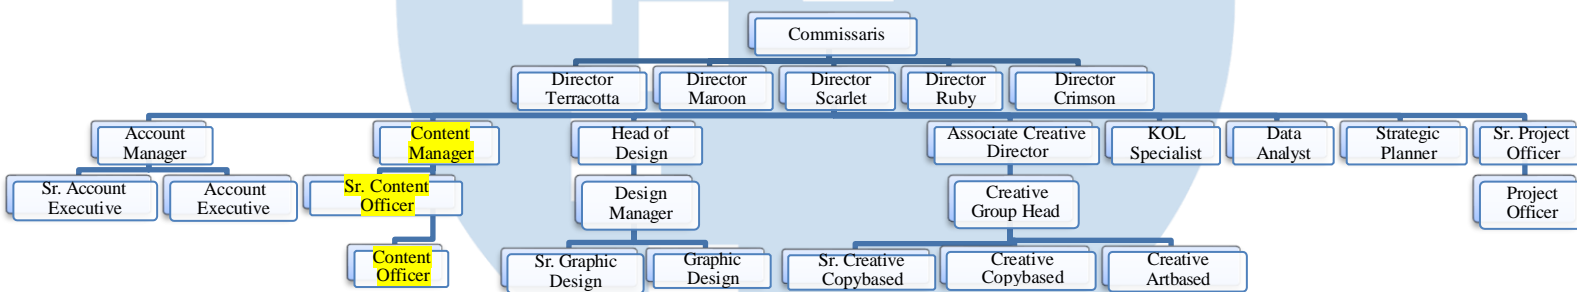 Commissaris
Director
Terracotta
Director
Maroon
Director
Scarlet
Director
Ruby
Director
Crimson
Account
Manager
Content
Manager
Head of
Design
Associate Creative
Director
KOL
Specialist
Data
Analyst
Strategic
Planner
Sr. Project
Officer
Sr. Account
Executive
Account
Executive
Sr. Content
Officer
Design
Manager
Creative
Group Head
Project
Officer
Content
Officer
Sr. Graphic
Design
Graphic
Design
Sr. Creative
Copybased
Creative
Copybased
Creative
Artbased